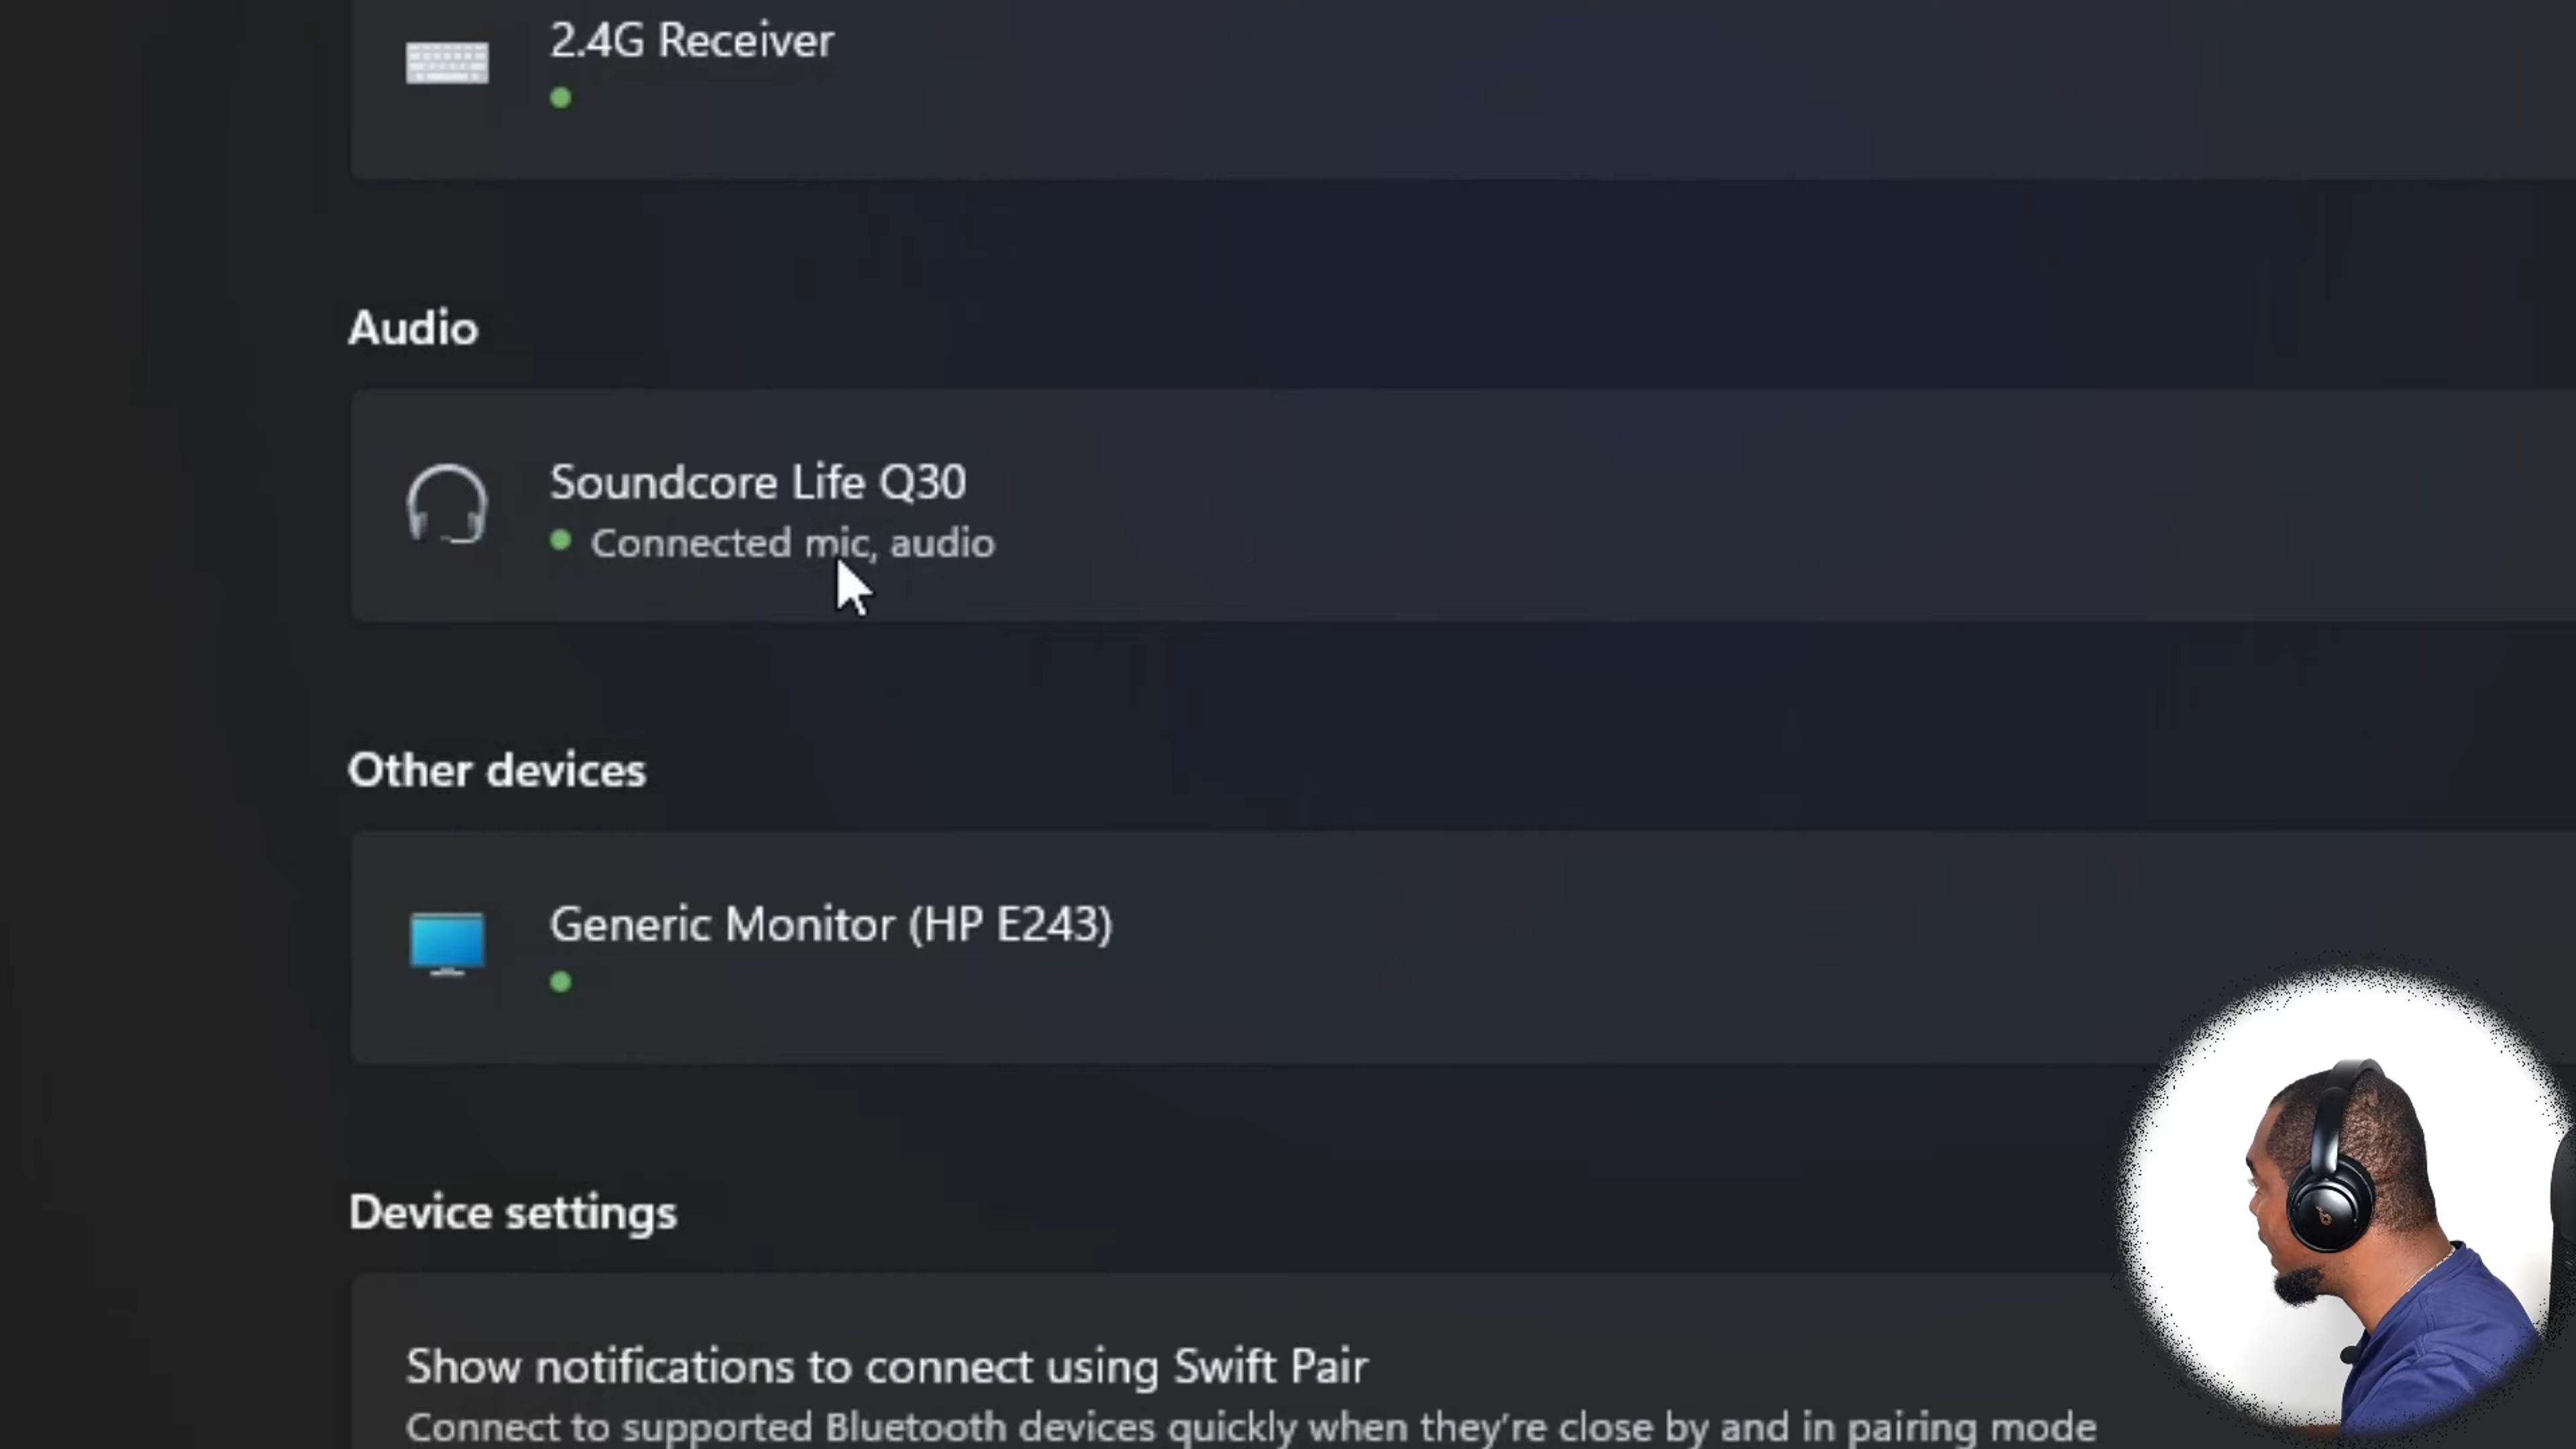 2.4G Receiver
Audio
Soundcore Life Q30
Connected mic, audio
Other devices
Generic Monitor (HP E243)
Device settings
Show notifications to connect using Swift Pair
Connect to supported Bluetooth devices quickly when they're close by and in pairing mode